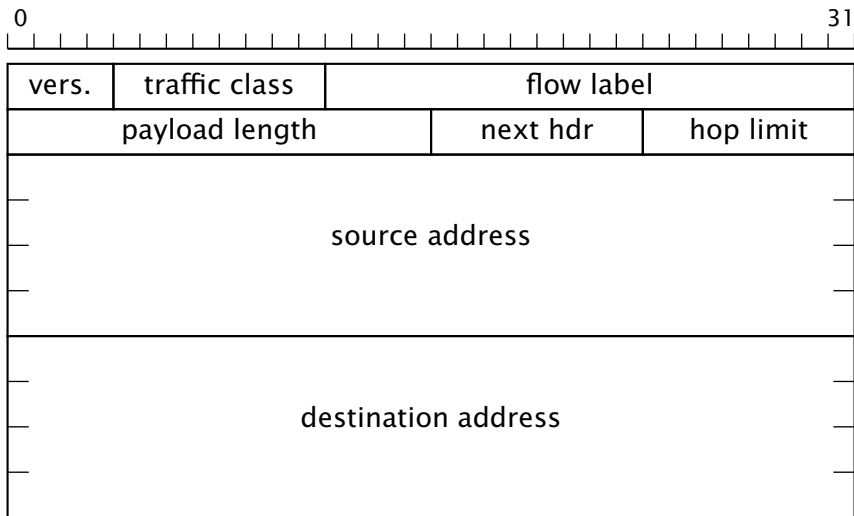 0 31
vers. traffic class flow label
payload length next hdr hop limit
source address
destination address